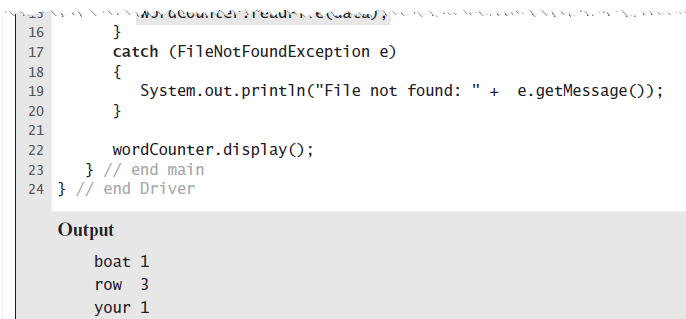 16 }
17 catch (FileNotFoundException e)
18 {
19 System.out.println("File not found: " + e.getMessage());
20 }
21
22 wordCounter.display();
23 } // end main
24 } // end Driver
Output
boat 1
row 3
your 1